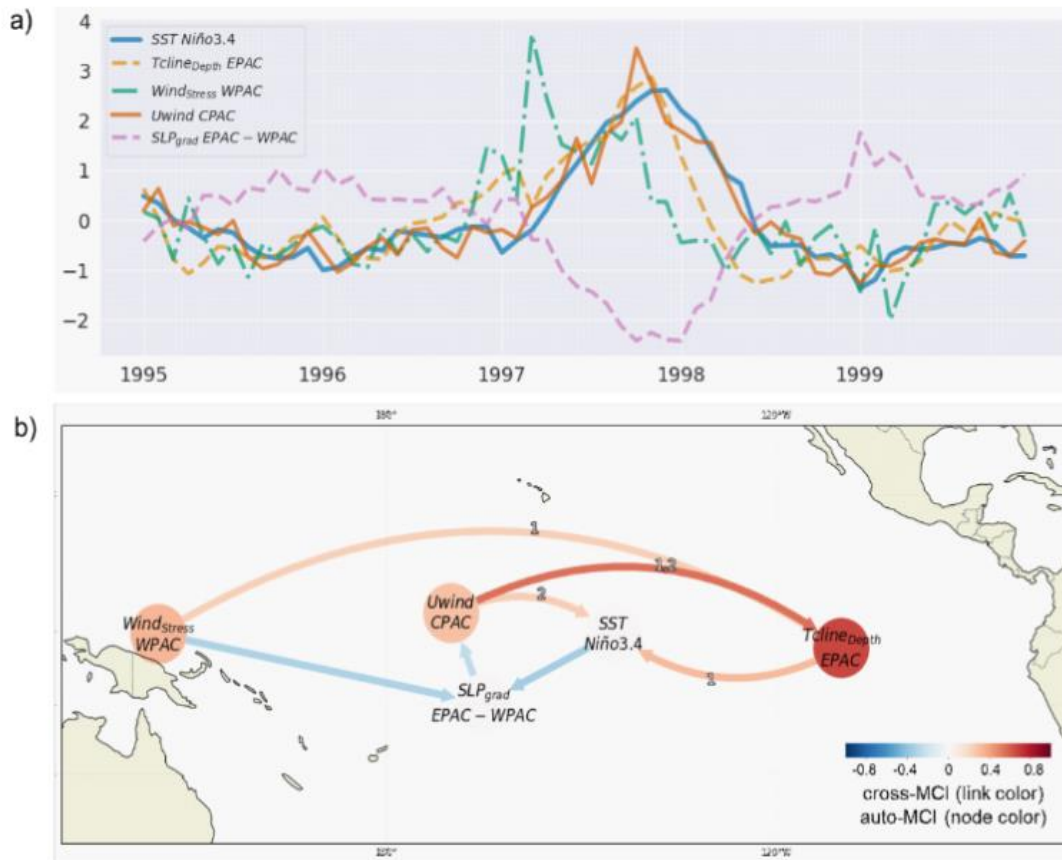 a)
4
3
2
1
0
−1
−2
SST Niño3.4
Tcline_Depth EPAC
Wind_Stress WPAC
Uwind CPAC
SLP_grad EPAC − WPAC
1995 1996 1997 1998 1999
b)
180° 120°W
1
1,2
2
Wind_Stress
WPAC
Uwind
CPAC
SST
Niño3.4
Tcline_Depth
EPAC
SLP_grad
EPAC − WPAC
-0.8 -0.4 0 0.4 0.8
cross-MCI (link color)
auto-MCI (node color)
180° 120°W